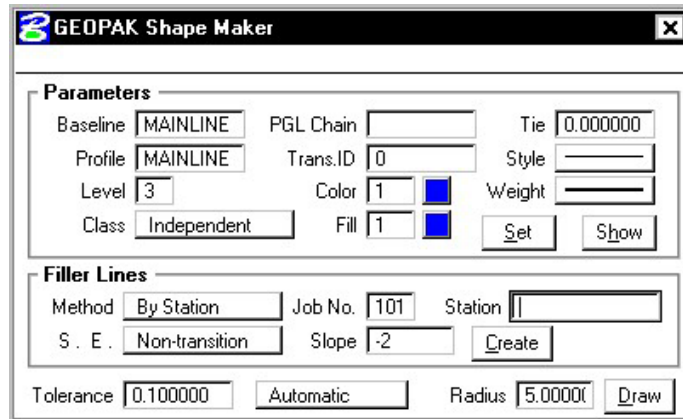 GEOPAK Shape Maker
Parameters
Baseline MAINLINE PGL Chain Tie 0.000000
Profile MAINLINE Trans.ID 0 Style
Level 3 Color 1 Weight
Class Independent Fill 1 Set Show
Filler Lines
Method By Station Job No. 101 Station
S . E . Non-transition Slope -2 Create
Tolerance 0.100000 Automatic Radius 5.0000( Draw